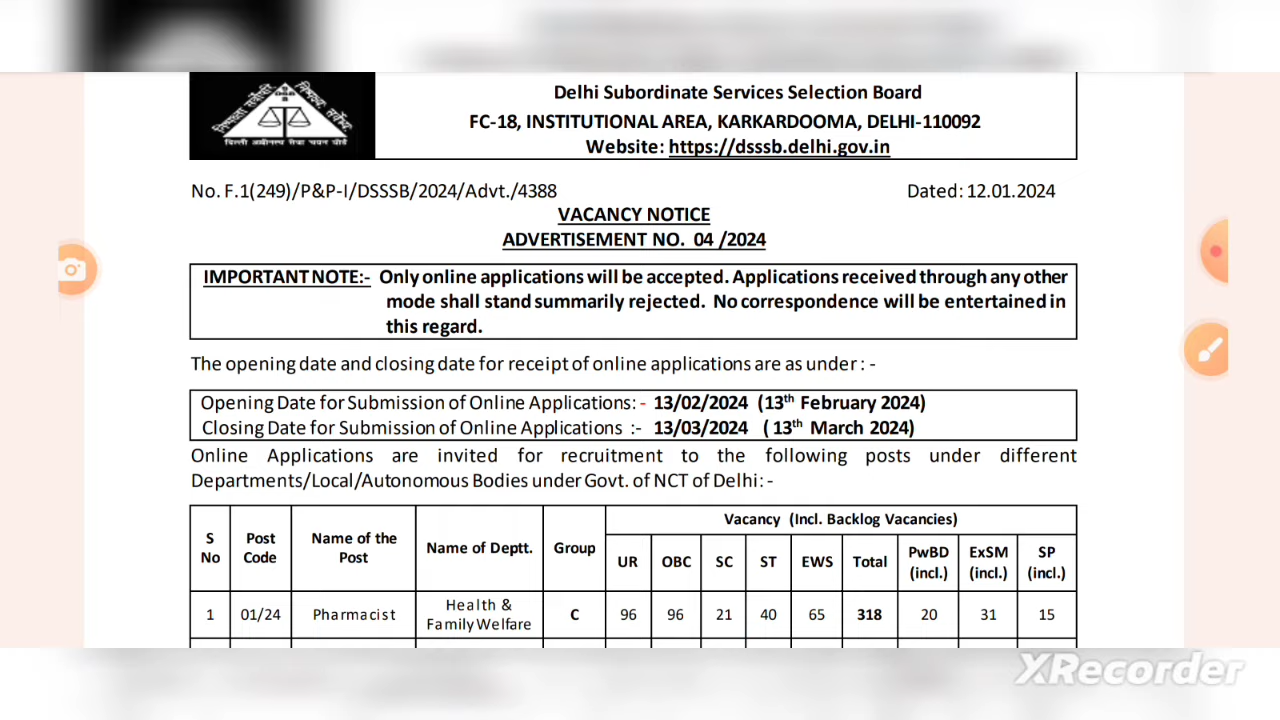 Delhi Subordinate Services Selection Board
FC-18, INSTITUTIONAL AREA, KARKARDOOMA, DELHI-110092
Website: https://dsssb.delhi.gov.in
दिल्ली अधीनस्थ सेवा चयन बोर्ड
No. F.1(249)/P&P-I/DSSSB/2024/Advt./4388 Dated: 12.01.2024
VACANCY NOTICE
ADVERTISEMENT NO. 04 /2024
IMPORTANT NOTE:- Only online applications will be accepted. Applications received through any other
mode shall stand summarily rejected. No correspondence will be entertained in
this regard.
The opening date and closing date for receipt of online applications are as under : -
Opening Date for Submission of Online Applications: - 13/02/2024 (13th February 2024)
Closing Date for Submission of Online Applications :- 13/03/2024 ( 13th March 2024)
Online Applications are invited for recruitment to the following posts under different
Departments/Local/Autonomous Bodies under Govt. of NCT of Delhi: -
S No Post Code Name of the Post Name of Deptt. Group Vacancy (Incl. Backlog Vacancies)
UR OBC SC ST EWS Total PwBD (incl.) ExSM (incl.) SP (incl.)
1 01/24 Pharmacist Health & Family Welfare C 96 96 21 40 65 318 20 31 15
XRecorder